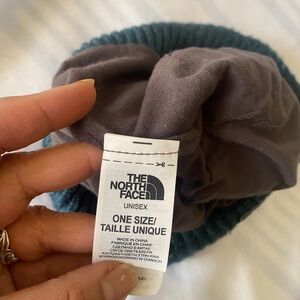 THE
NORTH
FACE
UNISEX
ONE SIZE/
TAILLE UNIQUE
MADE IN CHINA
FABRIQUÉ EN CHINE